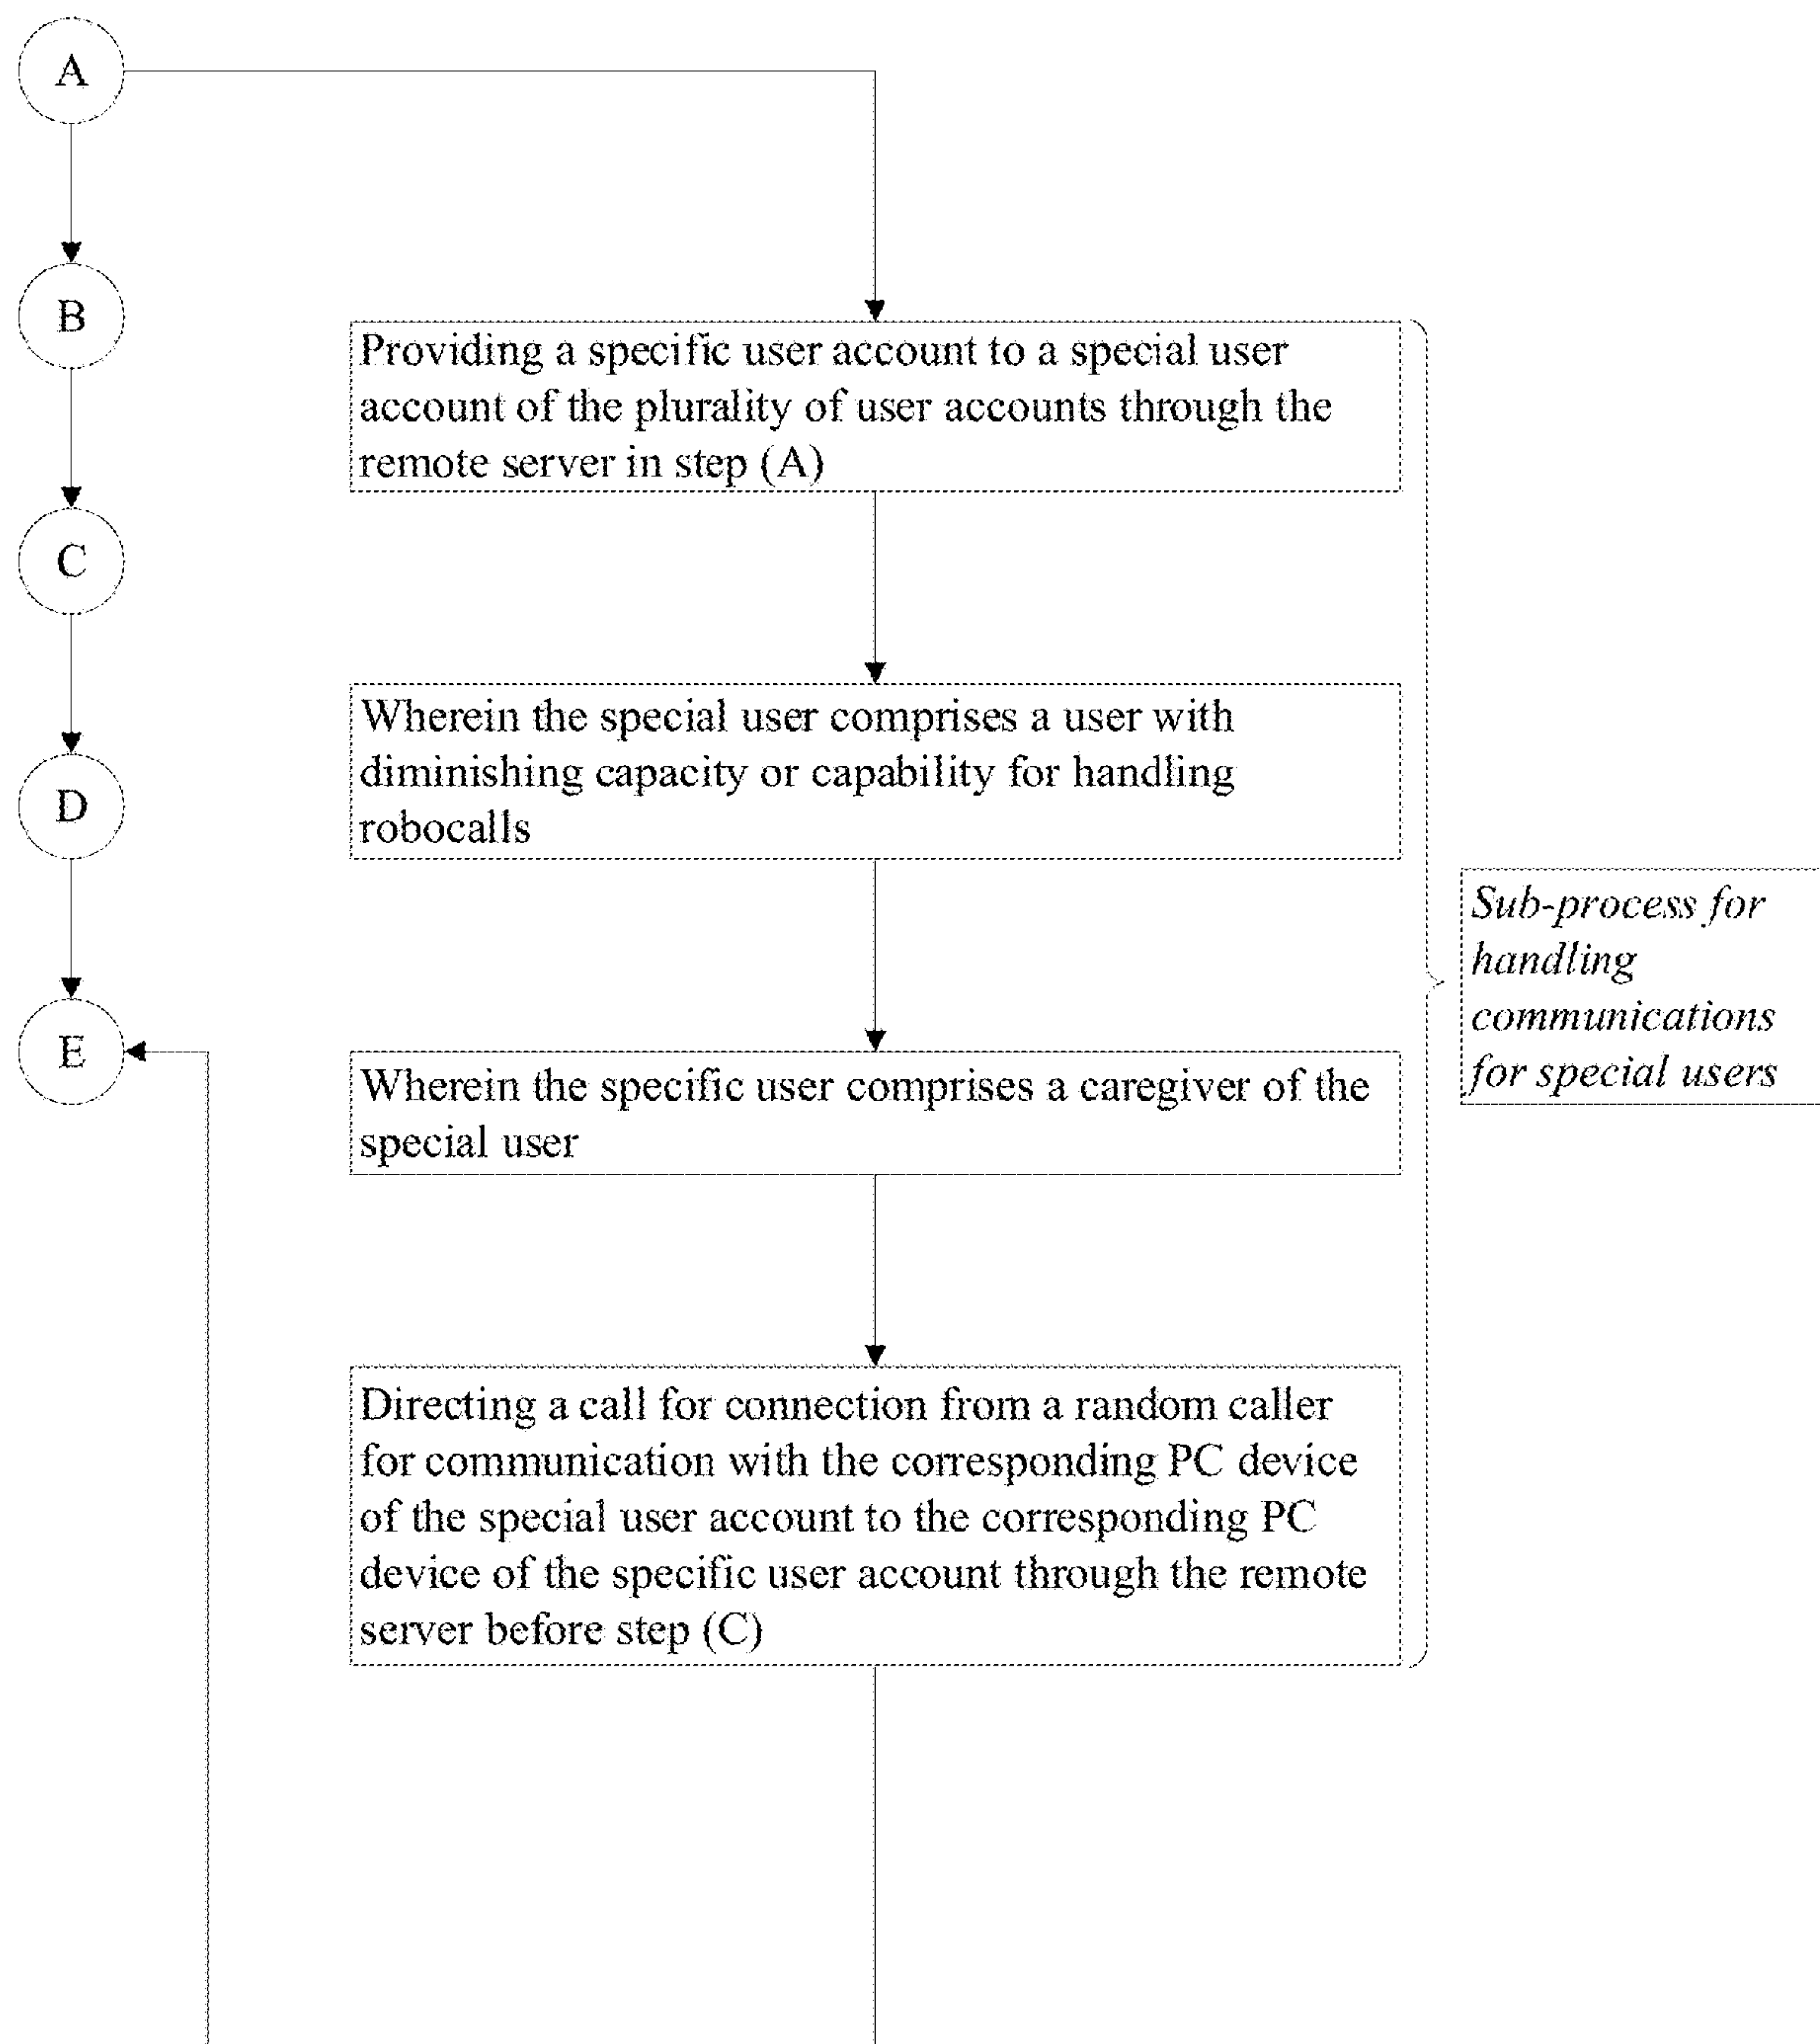 A
B
C
D
E
Providing a specific user account to a special user
account of the plurality of user accounts through the
remote server in step (A)
Wherein the special user comprises a user with
diminishing capacity or capability for handling
robocalls
Wherein the specific user comprises a caregiver of the
special user
Directing a call for connection from a random caller
for communication with the corresponding PC device
of the special user account to the corresponding PC
device of the specific user account through the remote
server before step (C)
Sub-process for
handling
communications
for special users